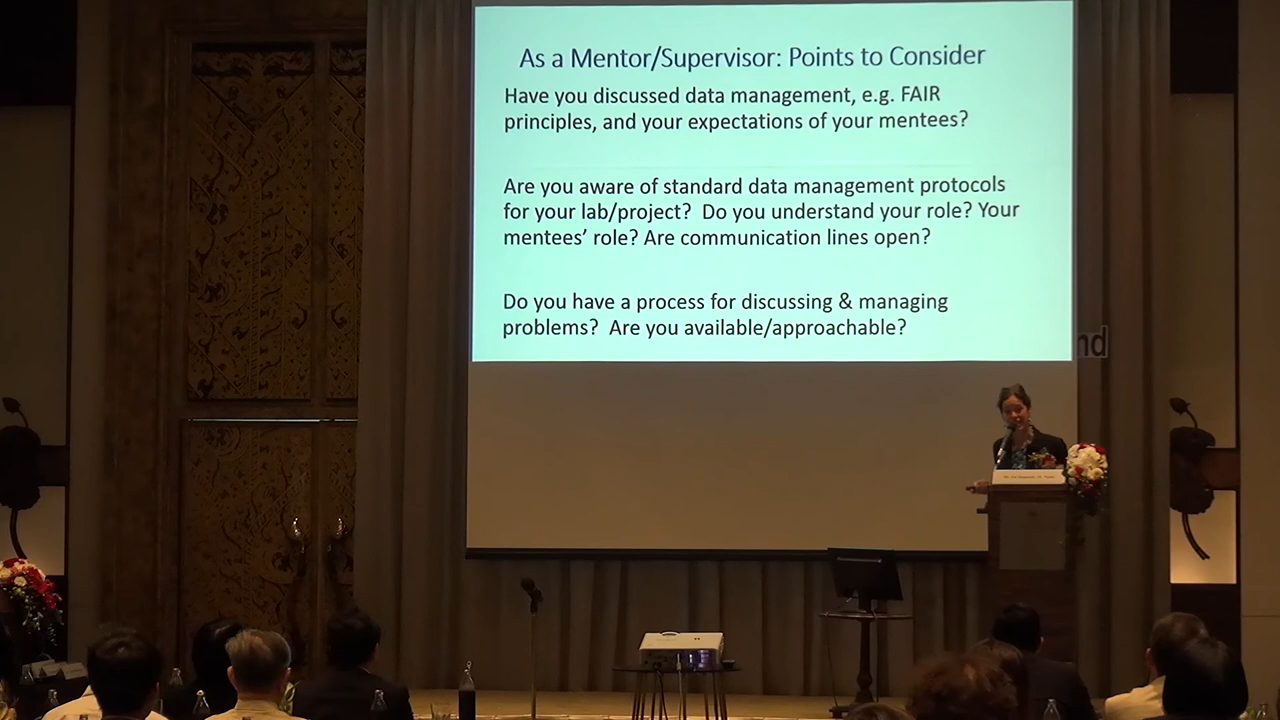 As a Mentor/Supervisor: Points to Consider
Have you discussed data management, e.g. FAIR
principles, and your expectations of your mentees?
Are you aware of standard data management protocols
for your lab/project?  Do you understand your role? Your
mentees’ role? Are communication lines open?
Do you have a process for discussing & managing
problems?  Are you available/approachable?
nd